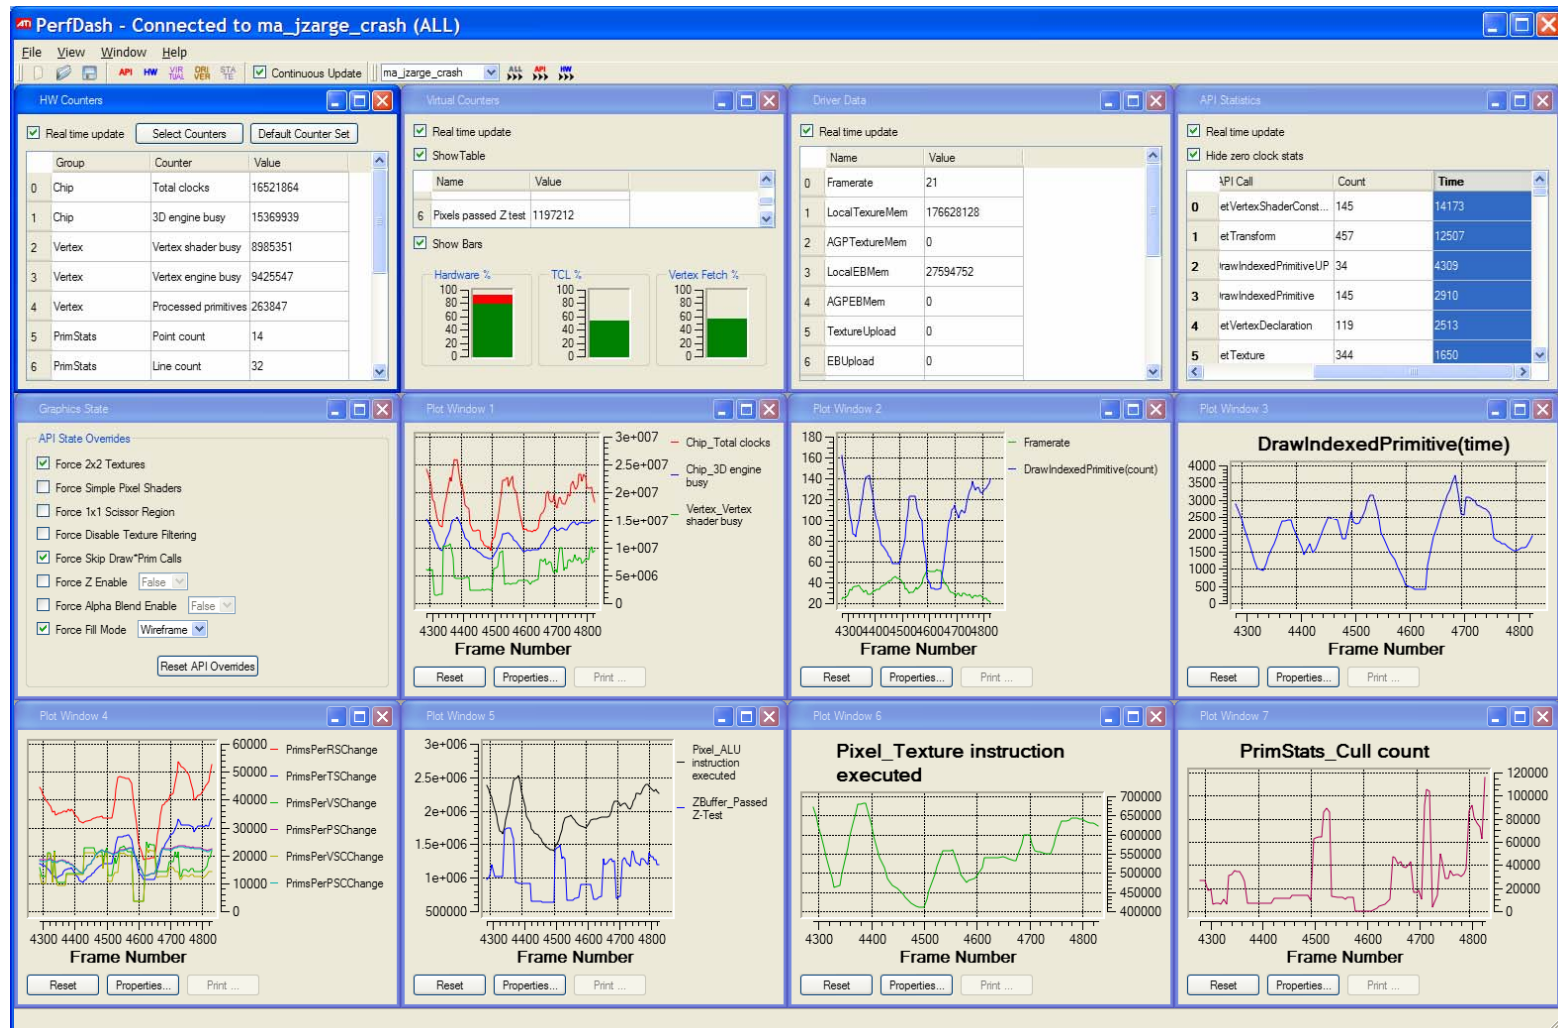 ATI PerfDash - Connected to ma_jzarge_crash (ALL)
File View Window Help
API HW VIRTUAL DRIVER STATE Continuous Update ma_jzarge_crash ALL API HW
HW Counters
Real time update Select Counters Default Counter Set
Group Counter Value
0 Chip Total clocks 16521864
1 Chip 3D engine busy 15369939
2 Vertex Vertex shader busy 8985351
3 Vertex Vertex engine busy 9425547
4 Vertex Processed primitives 263847
5 PrimStats Point count 14
6 PrimStats Line count 32
Virtual Counters
Real time update
Show Table
Name Value
6 Pixels passed Z test 1197212
Show Bars
Hardware % TCL % Vertex Fetch %
100 100 100
80 80 80
60 60 60
40 40 40
20 20 20
0 0 0
Driver Data
Real time update
Name Value
0 Framerate 21
1 LocalTexureMem 176628128
2 AGPTextureMem 0
3 LocalEBMem 27594752
4 AGPEBMem 0
5 TextureUpload 0
6 EBUpload 0
API Statistics
Real time update
Hide zero clock stats
API Call Count Time
0 etVertexShaderConst... 145 14173
1 etTransform 457 12507
2 rawIndexedPrimitiveUP 34 4309
3 rawIndexedPrimitive 145 2910
4 etVertexDeclaration 119 2513
5 etTexture 344 1650
Graphics State
API State Overrides
Force 2x2 Textures
Force Simple Pixel Shaders
Force 1x1 Scissor Region
Force Disable Texture Filtering
Force Skip Draw*Prim Calls
Force Z Enable False
Force Alpha Blend Enable False
Force Fill Mode Wireframe
Reset API Overrides
Plot Window 1
3e+007
2.5e+007
2e+007
1.5e+007
1e+007
5e+006
0
Chip_Total clocks
Chip_3D engine
busy
Vertex_Vertex
shader busy
4300 4400 4500 4600 4700 4800
Frame Number
Reset Properties... Print ...
Plot Window 2
180
160
140
120
100
80
60
40
20
Framerate
DrawIndexedPrimitive(count)
4300 4400 4500 4600 4700 4800
Frame Number
Reset Properties... Print ...
Plot Window 3
DrawIndexedPrimitive(time)
4000
3500
3000
2500
2000
1500
1000
500
0
4300 4400 4500 4600 4700 4800
Frame Number
Reset Properties... Print ...
Plot Window 4
60000
50000
40000
30000
20000
10000
0
PrimsPerRSChange
PrimsPerTSChange
PrimsPerVSChange
PrimsPerPSChange
PrimsPerVSCChange
PrimsPerPSCChange
4300 4400 4500 4600 4700 4800
Frame Number
Reset Properties... Print ...
Plot Window 5
3e+006
2.5e+006
2e+006
1.5e+006
1e+006
500000
Pixel_ALU
instruction
executed
ZBuffer_Passed
Z-Test
4300 4400 4500 4600 4700 4800
Frame Number
Reset Properties... Print ...
Plot Window 6
Pixel_Texture instruction
executed
700000
650000
600000
550000
500000
450000
400000
4300 4400 4500 4600 4700 4800
Frame Number
Reset Properties... Print ...
Plot Window 7
PrimStats_Cull count
120000
100000
80000
60000
40000
20000
0
4300 4400 4500 4600 4700 4800
Frame Number
Reset Properties... Print ...